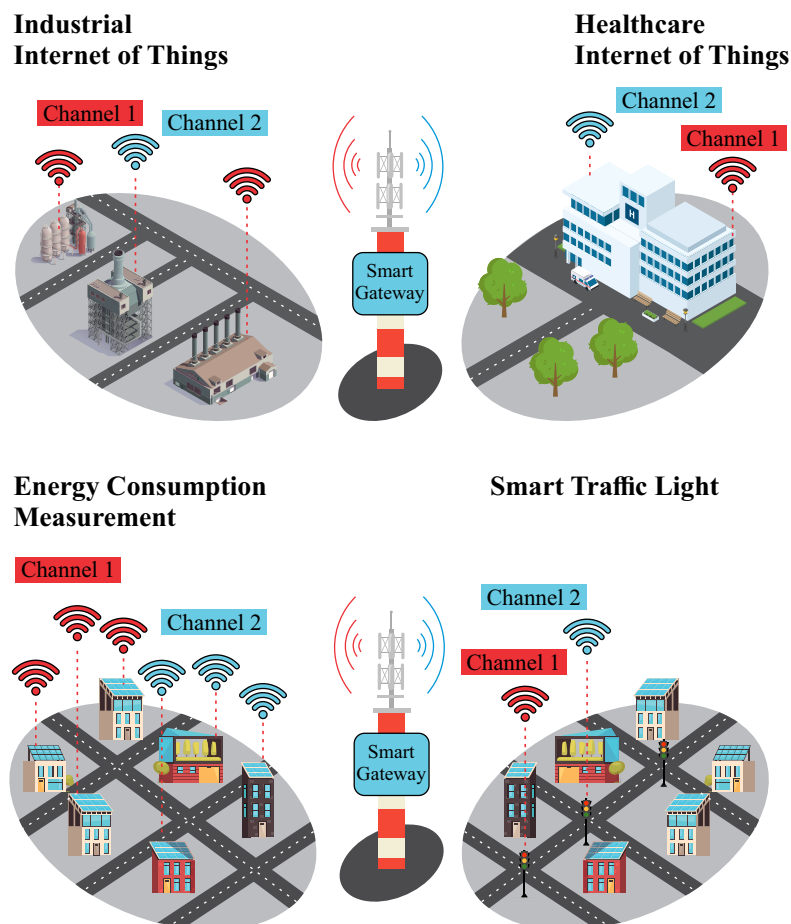 Industrial
Internet of Things
Healthcare
Internet of Things
Channel 1
Channel 2
Channel 2
Channel 1
H
Smart
Gateway
Energy Consumption
Measurement
Smart Traffic Light
Channel 1
Channel 2
Channel 2
Channel 1
Smart
Gateway